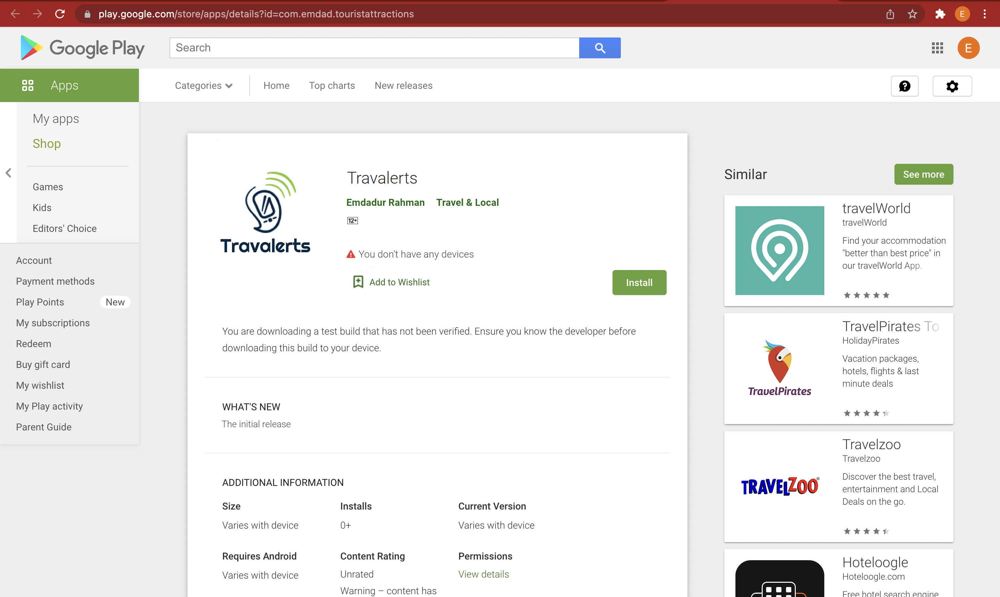 play.google.com/store/apps/details?id=com.emdad.touristattractions
E
Google Play
Search
E
Apps
Categories
Home
Top charts
New releases
My apps
Shop
Games
Kids
Editors' Choice
Account
Payment methods
Play Points
New
My subscriptions
Redeem
Buy gift card
My wishlist
My Play activity
Parent Guide
Travalerts
Travalerts
Emdadur Rahman Travel & Local
12+
You don't have any devices
Add to Wishlist
Install
You are downloading a test build that has not been verified. Ensure you know the developer before
downloading this build to your device.
WHAT'S NEW
The initial release
ADDITIONAL INFORMATION
Size
Varies with device
Installs
0+
Current Version
Varies with device
Requires Android
Varies with device
Content Rating
Unrated
Warning – content has
Permissions
View details
Similar
See more
travelWorld
travelWorld
Find your accommodation
"better than best price" in
our travelWorld App.
TravelPirates
TravelPirates To
HolidayPirates
Vacation packages,
hotels, flights & last
minute deals
TRAVELZOO®
Travelzoo
Travelzoo
Discover the best travel,
entertainment and Local
Deals on the go.
Hoteloogle
Hoteloogle.com
Free hotel search engine